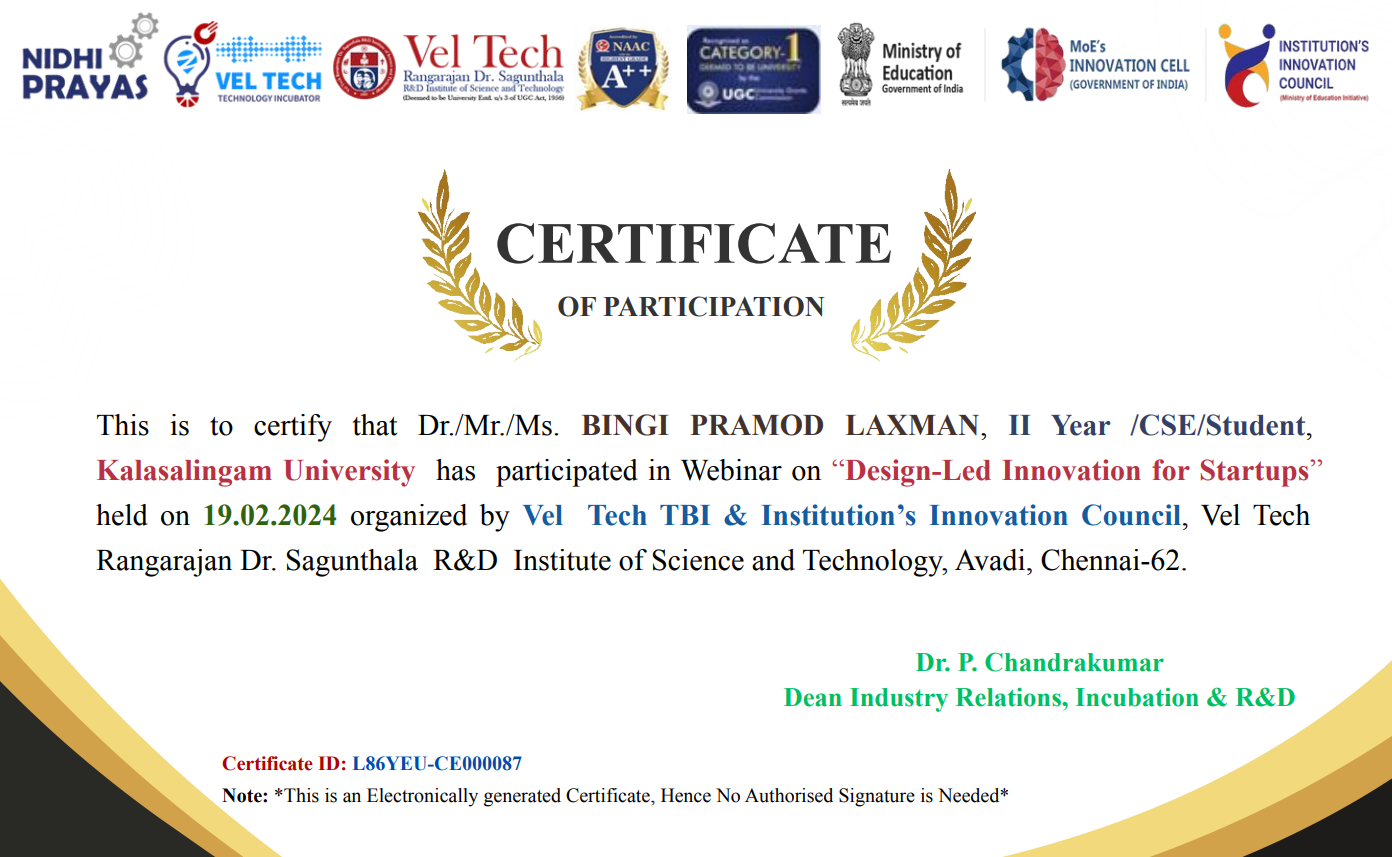 NIDHI
PRAYAS
VEL TECH
TECHNOLOGY INCUBATOR
Vel Tech
Rangarajan Dr. Sagunthala
R&D Institute of Science and Technology
(Deemed to be University Estd. u/s 3 of UGC Act, 1956)
Accredited by
NAAC
HIGHEST GRADE
A++
Recognised as
CATEGORY-1
DEEMED TO BE UNIVERSITY
by the
UGC University Grants
Commission
सत्यमेव जयते
Ministry of
Education
Government of India
MoE's
INNOVATION CELL
(GOVERNMENT OF INDIA)
INSTITUTION'S
INNOVATION
COUNCIL
(Ministry of Education Initiative)
CERTIFICATE
OF PARTICIPATION
This is to certify that Dr./Mr./Ms. BINGI PRAMOD LAXMAN, II Year /CSE/Student,
Kalasalingam University has participated in Webinar on “Design-Led Innovation for Startups”
held on 19.02.2024 organized by Vel Tech TBI & Institution’s Innovation Council, Vel Tech
Rangarajan Dr. Sagunthala R&D Institute of Science and Technology, Avadi, Chennai-62.
Dr. P. Chandrakumar
Dean Industry Relations, Incubation & R&D
Certificate ID: L86YEU-CE000087
Note: *This is an Electronically generated Certificate, Hence No Authorised Signature is Needed*